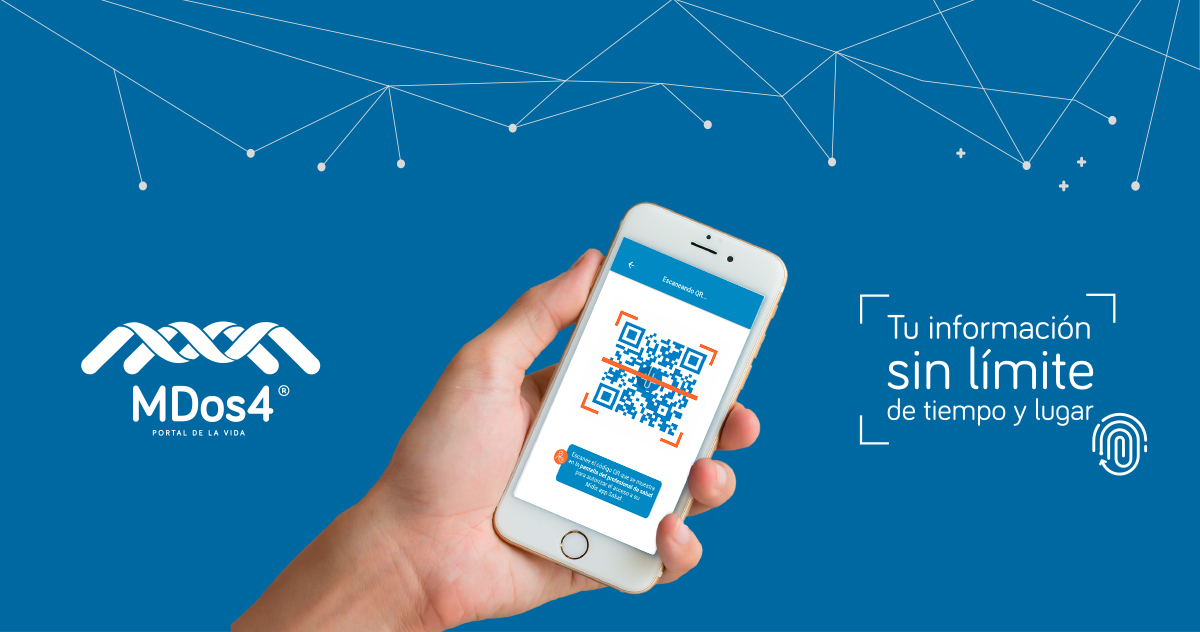 MDos4®
PORTAL DE LA VIDA
Escaneando QR...
Escanee el código QR que se muestra
en la pantalla del profesional de salud
para autorizar el acceso a su
Midis app Salud
Tu información
sin límite
de tiempo y lugar